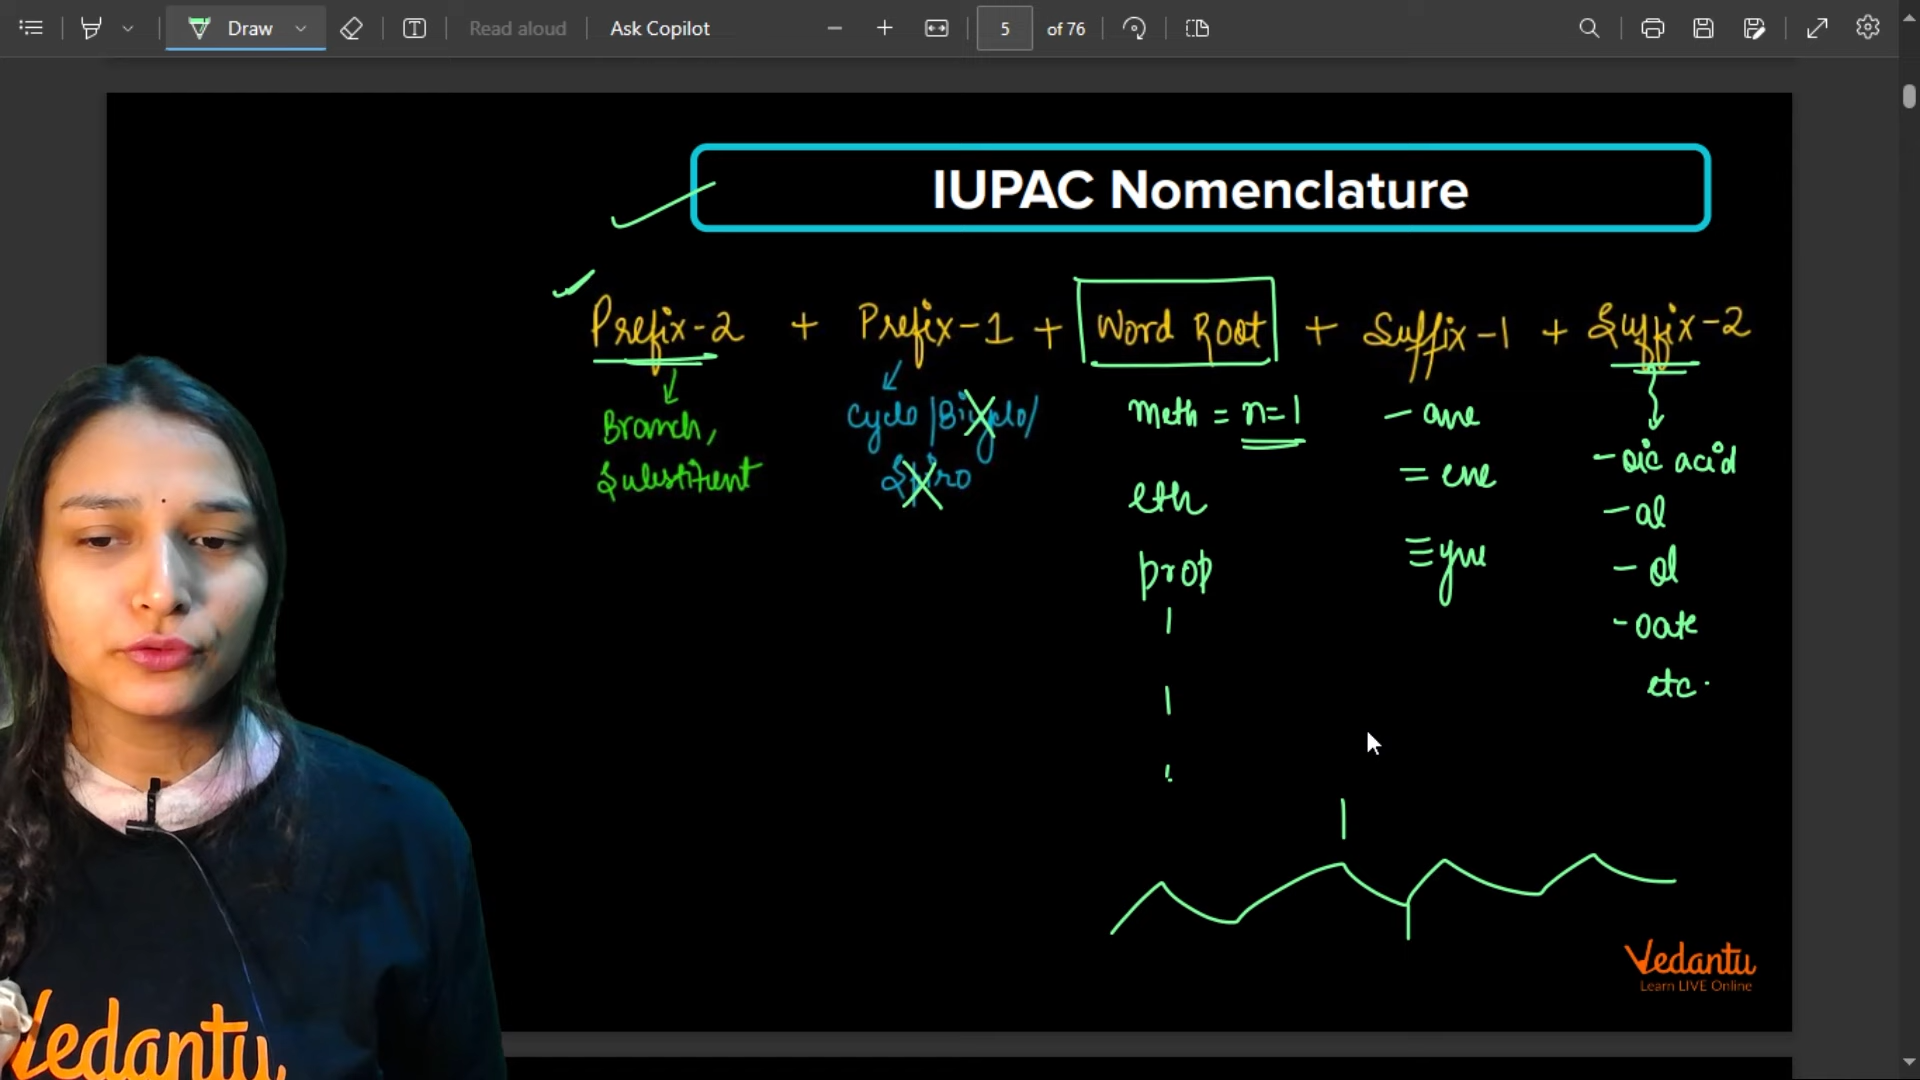 Draw
Read aloud
Ask Copilot
5
of 76
IUPAC Nomenclature
Prefix-2 + Prefix-1 + Word Root + Suffix-1 + Suffix-2
Branch,
Substituent
Cyclo/Bicyclo/
Spiro
meth = n=1
eth
prop
- ane
= ene
≡ yne
- oic acid
- al
- ol
- oate
etc.
Vedantu
Learn LIVE Online
Vedantu